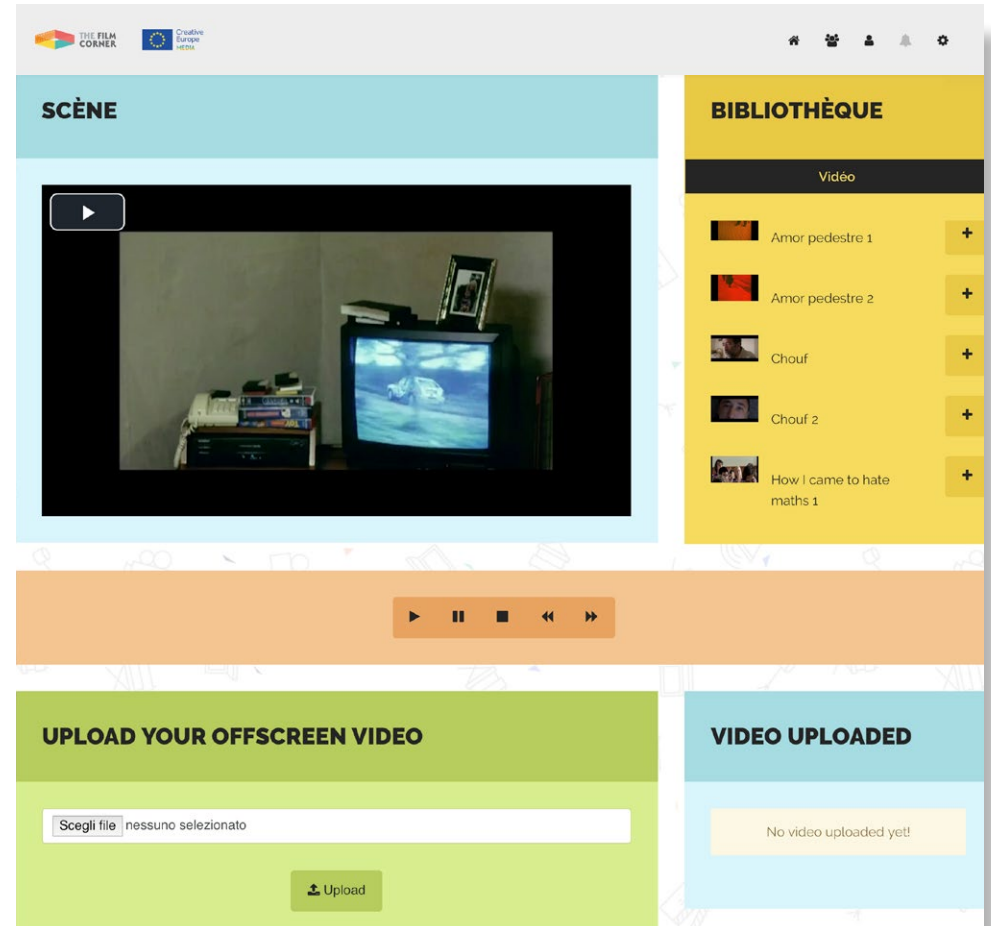 THE FILM
CORNER
Creative
Europe
MEDIA
SCÈNE
BIBLIOTHÈQUE
Vidéo
Amor pedestre 1
Amor pedestre 2
Chouf
Chouf 2
How I came to hate
maths 1
UPLOAD YOUR OFFSCREEN VIDEO
Scegli file nessuno selezionato
Upload
VIDEO UPLOADED
No video uploaded yet!